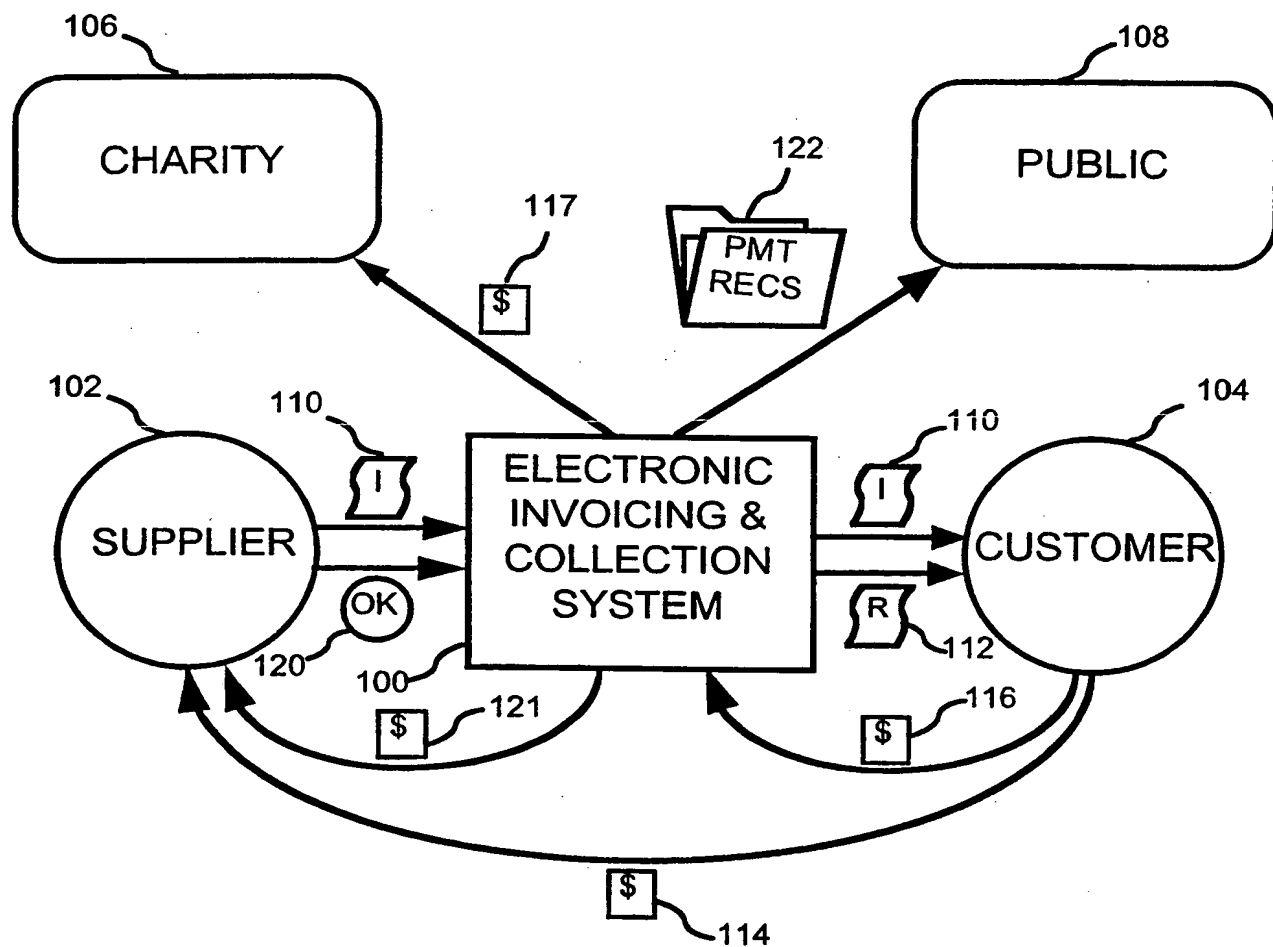 106
108
CHARITY
PUBLIC
122
117
PMT
RECS
$
102
110
110
104
I
I
ELECTRONIC
INVOICING &
COLLECTION
SYSTEM
SUPPLIER
CUSTOMER
OK
R
120
100
112
$
121
$
116
$
114